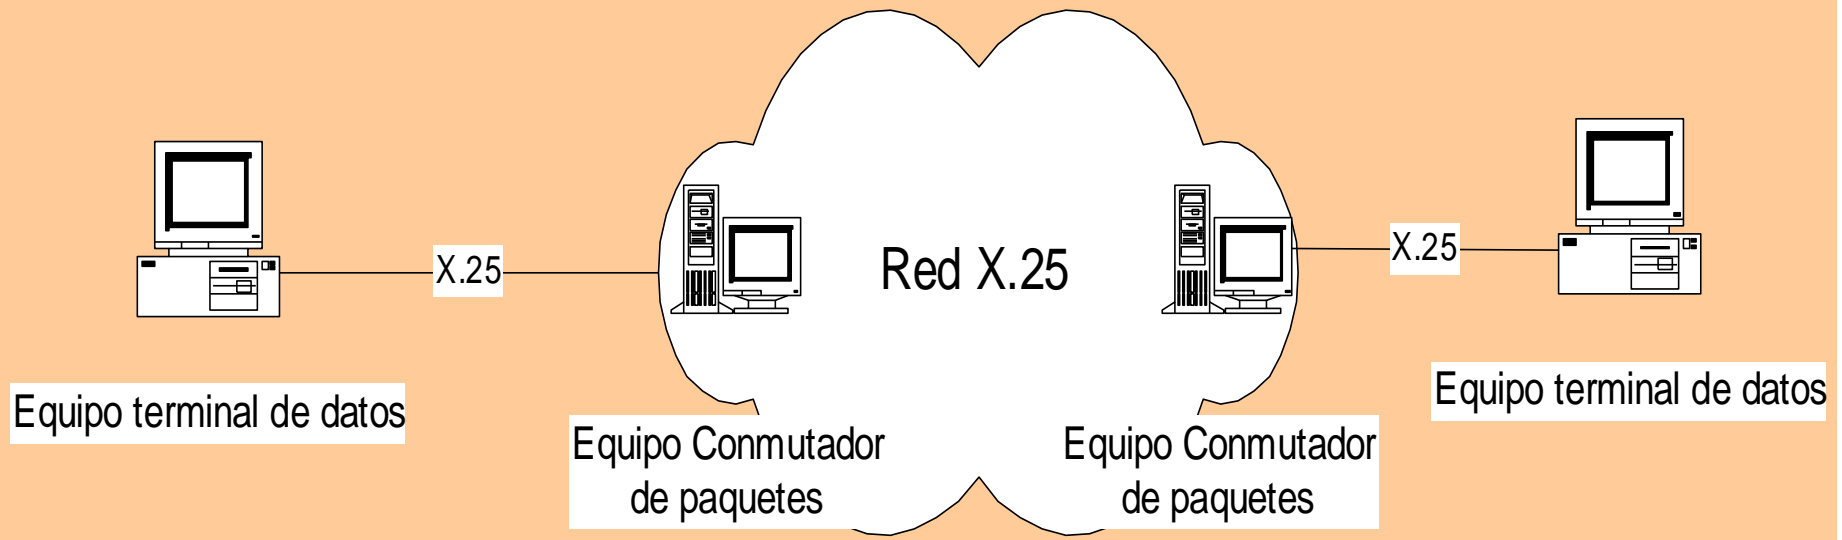 Red X.25
X.25
X.25
Equipo terminal de datos
Equipo Conmutador
de paquetes
Equipo Conmutador
de paquetes
Equipo terminal de datos